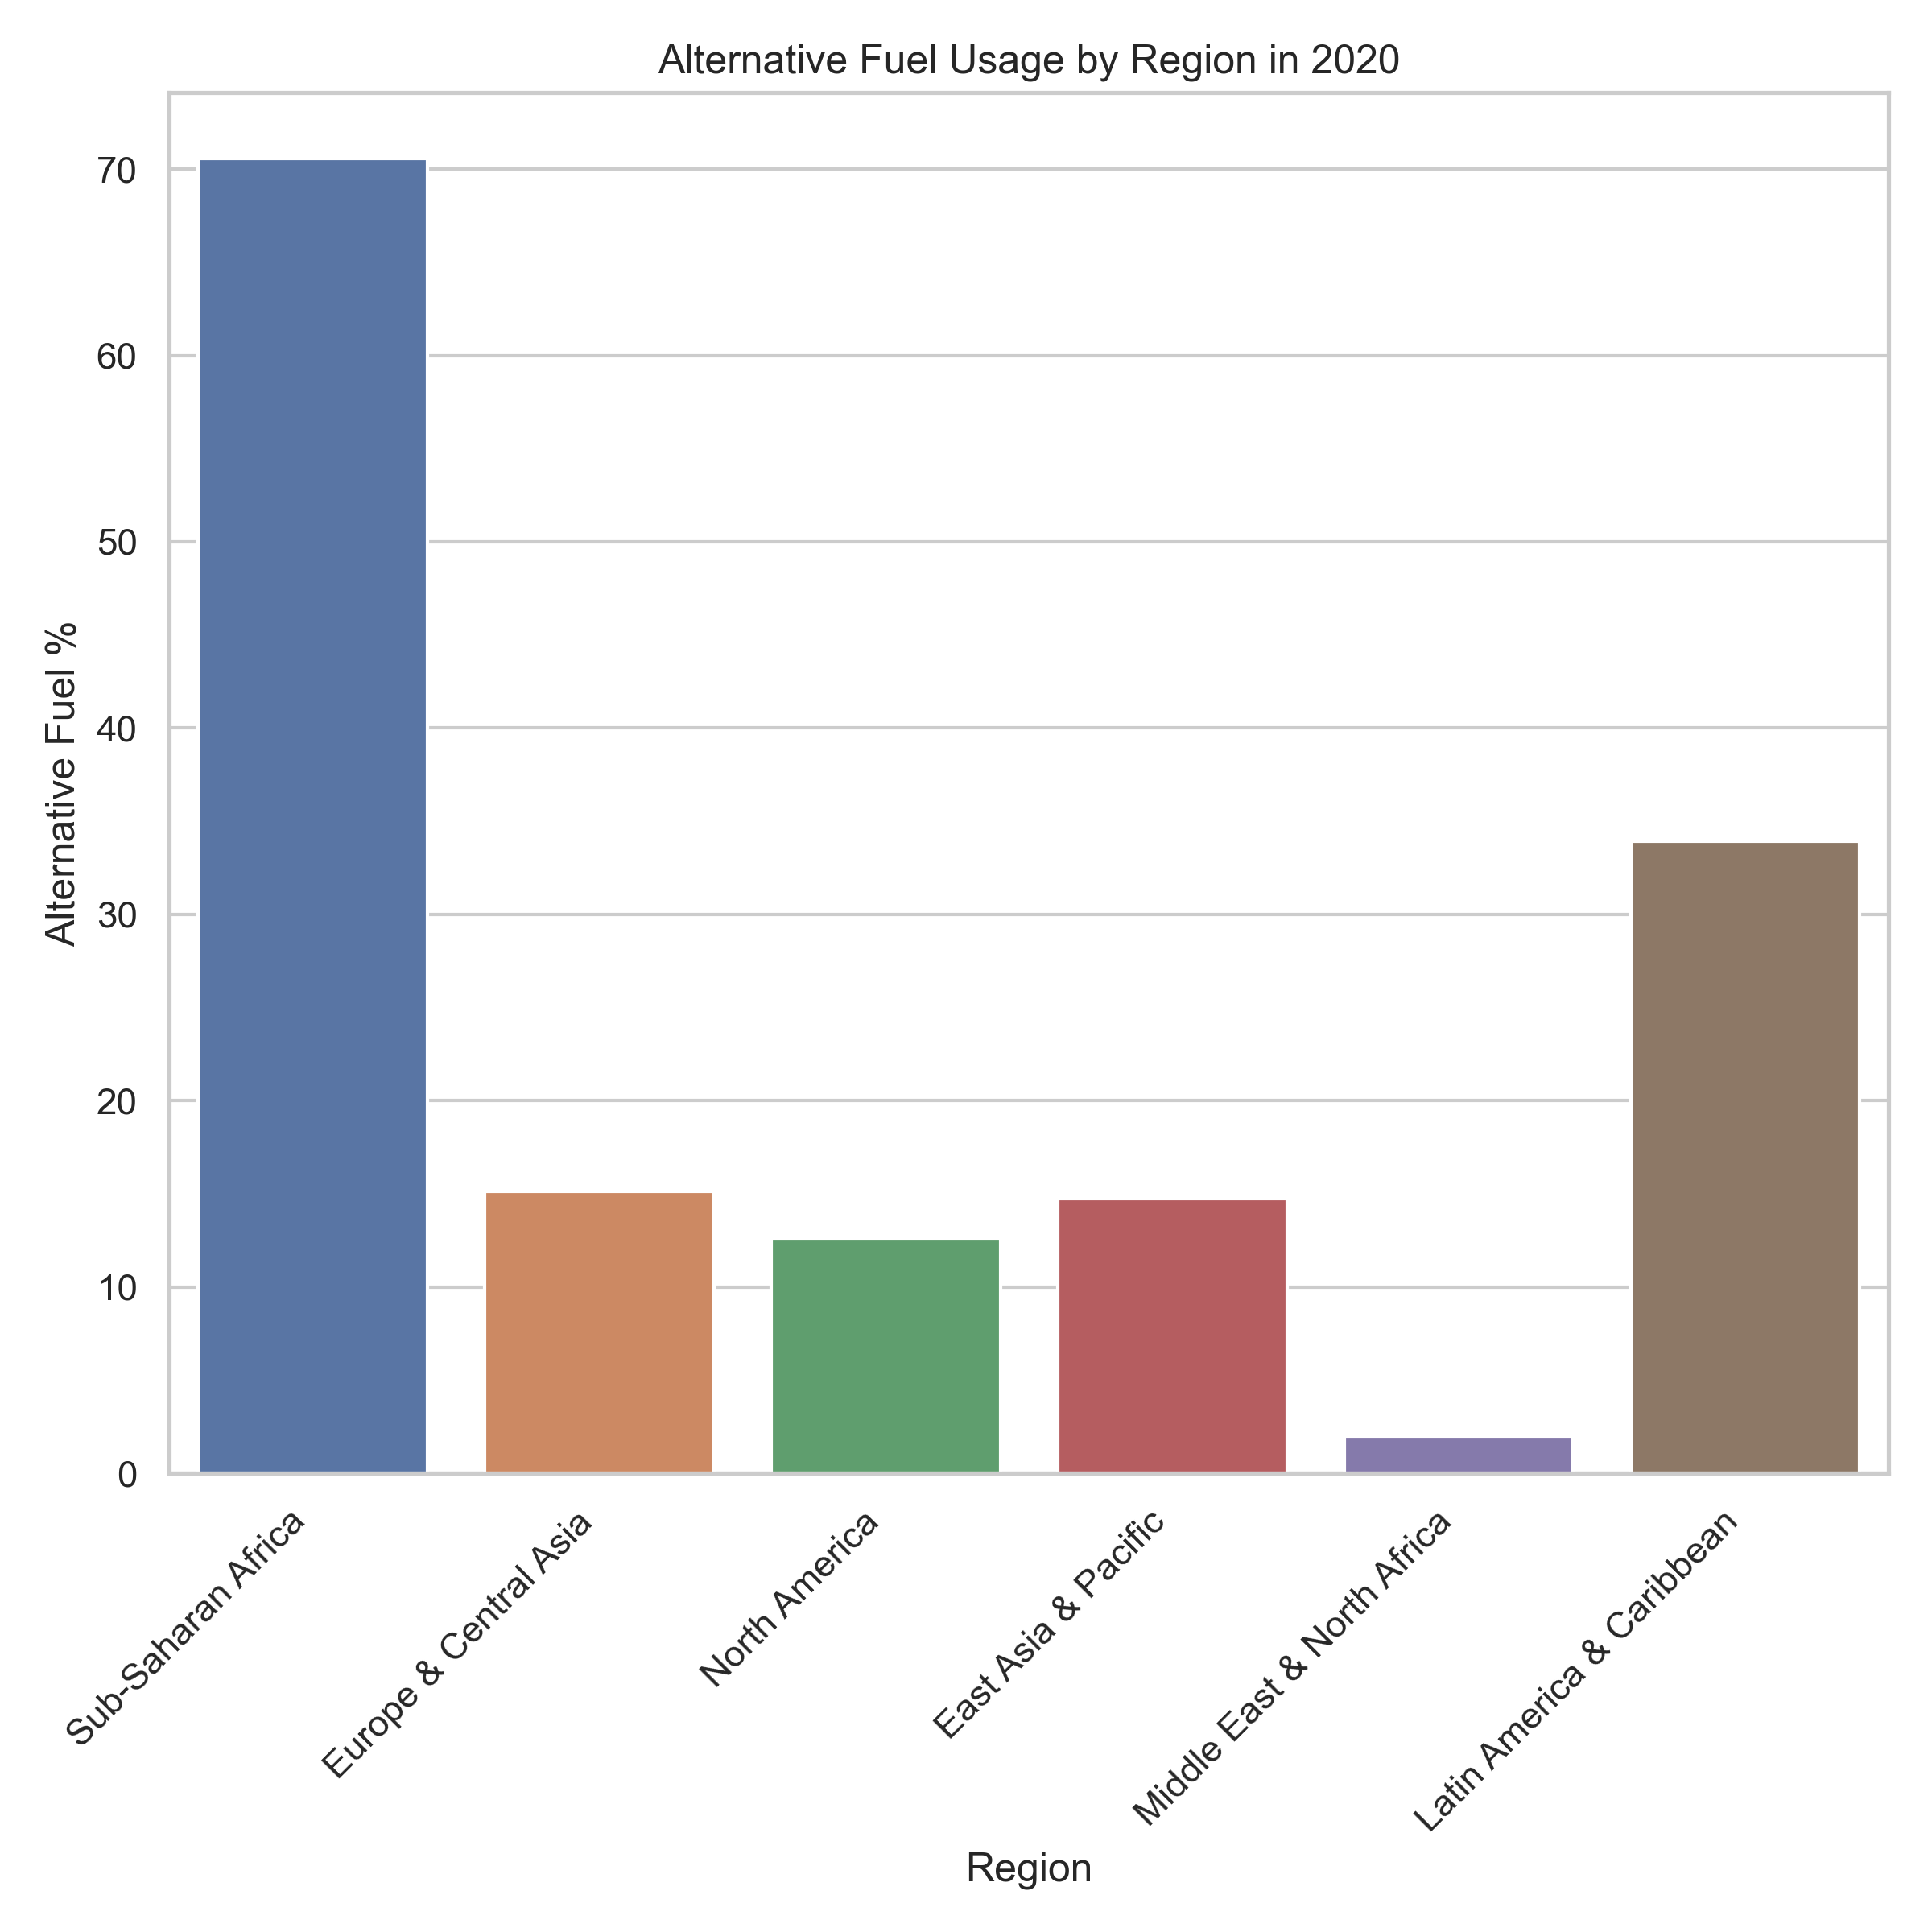 Alternative Fuel Usage by Region in 2020
Alternative Fuel %
70
60
50
40
30
20
10
0
Sub-Saharan Africa
Europe & Central Asia
North America
East Asia & Pacific
Middle East & North Africa
Latin America & Caribbean
Region